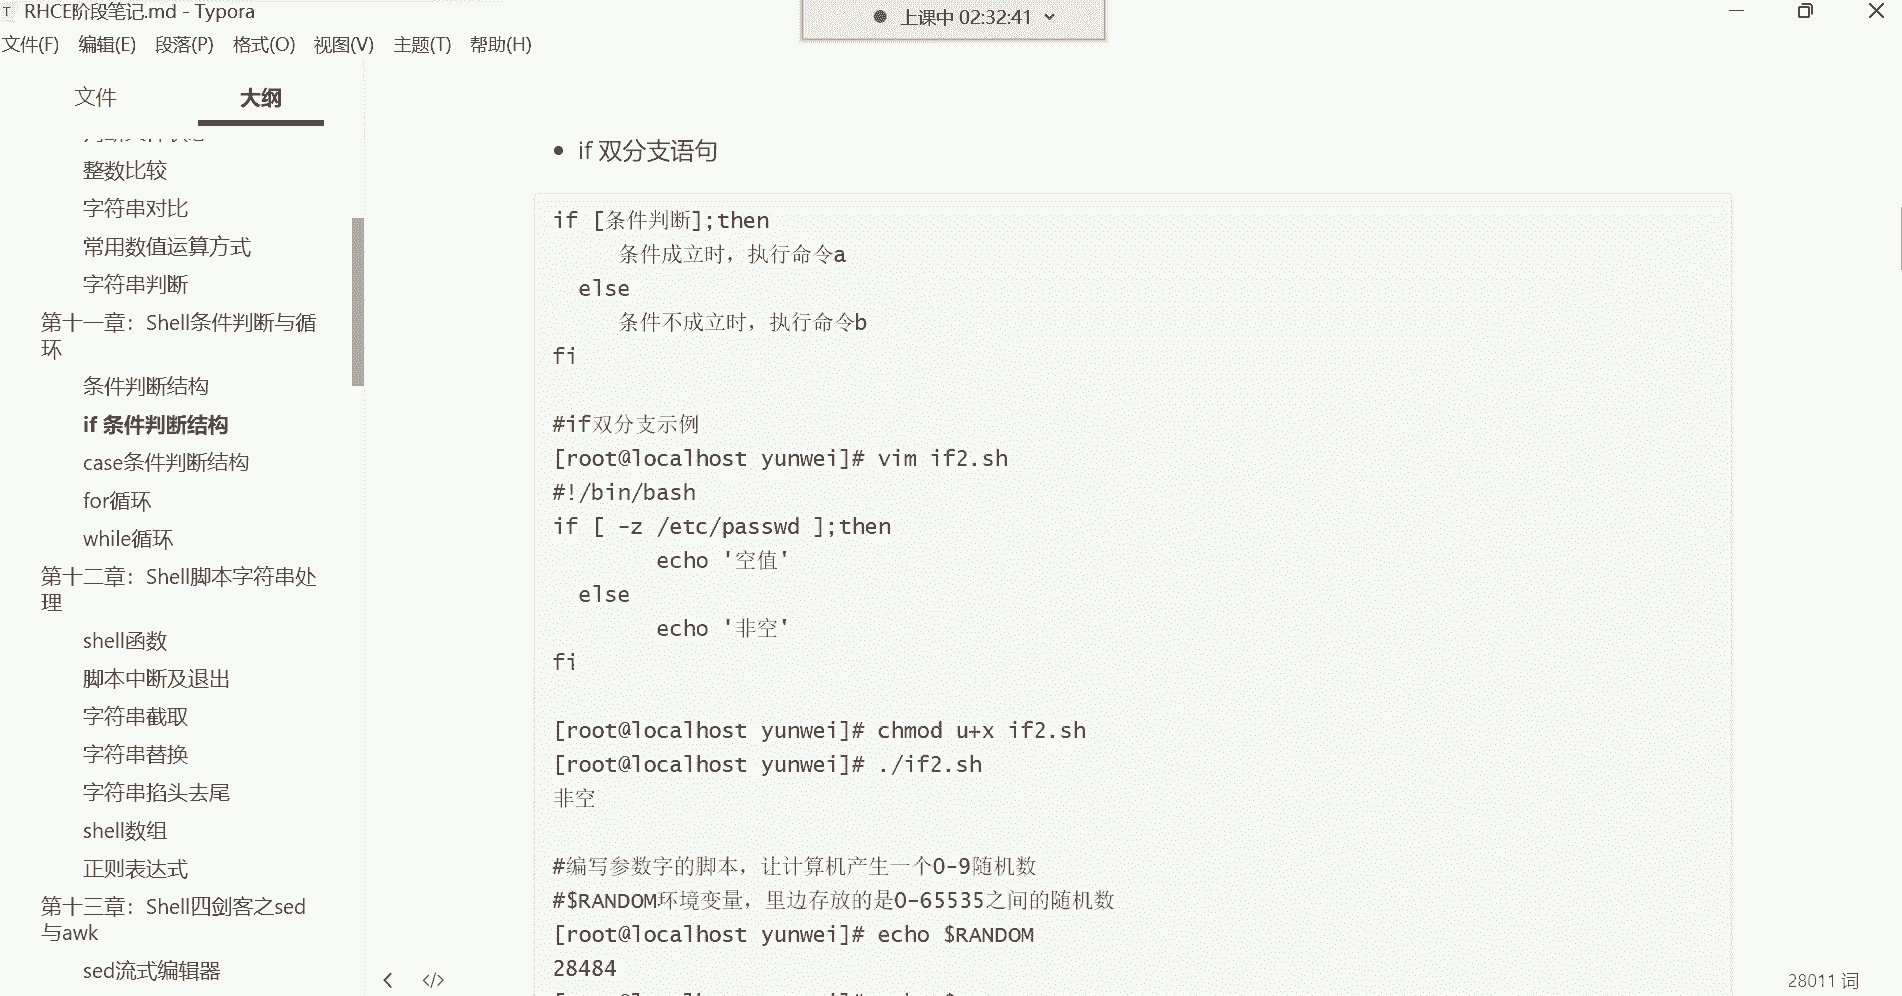 RHCE阶段笔记.md - Typora
上课中 02:32:41
文件(F) 编辑(E) 段落(P) 格式(O) 视图(V) 主题(T) 帮助(H)
文件 大纲
整数比较
字符串对比
常用数值运算方式
字符串判断
第十一章：Shell条件判断与循
环
条件判断结构
if 条件判断结构
case条件判断结构
for循环
while循环
第十二章：Shell脚本字符串处
理
shell函数
脚本中断及退出
字符串截取
字符串替换
字符串掐头去尾
shell数组
正则表达式
第十三章：Shell四剑客之sed
与awk
sed流式编辑器
if 双分支语句
if [条件判断];then
条件成立时，执行命令a
else
条件不成立时，执行命令b
fi
#if双分支示例
[root@localhost yunwei]# vim if2.sh
#!/bin/bash
if [ -z /etc/passwd ];then
echo '空值'
else
echo '非空'
fi
[root@localhost yunwei]# chmod u+x if2.sh
[root@localhost yunwei]# ./if2.sh
非空
#编写参数字的脚本，让计算机产生一个0-9随机数
#$RANDOM环境变量，里边存放的是0-65535之间的随机数
[root@localhost yunwei]# echo $RANDOM
28484
</>
28011 词